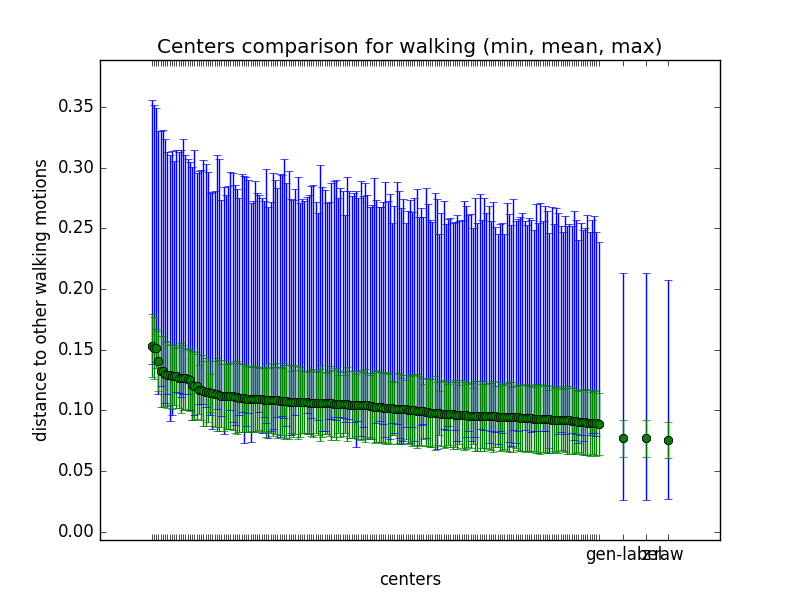 Centers comparison for walking (min, mean, max)
distance to other walking motions
0.35
0.30
0.25
0.20
0.15
0.10
0.05
0.00
gen-label
raw
centers